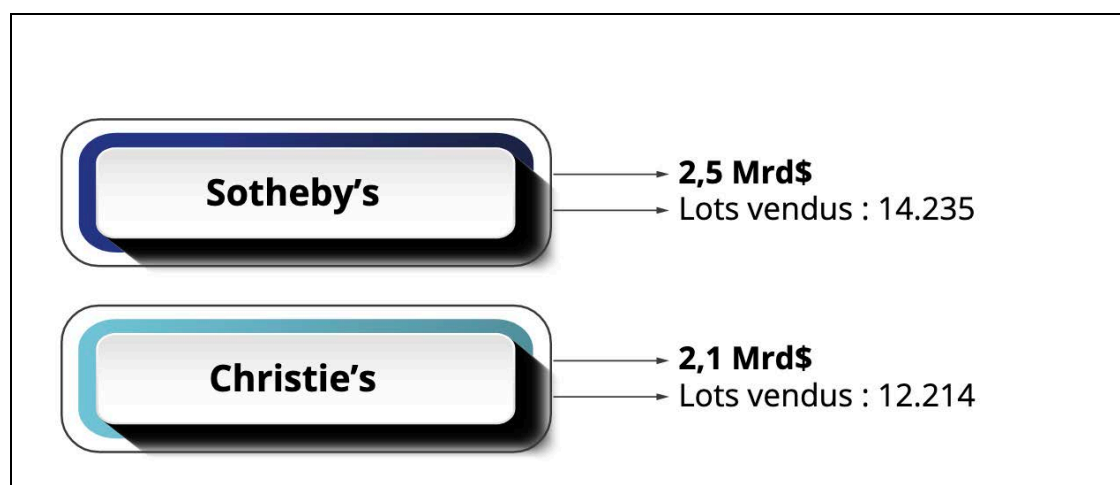 Sotheby’s
2,5 Mrd$
Lots vendus : 14.235
Christie’s
2,1 Mrd$
Lots vendus : 12.214